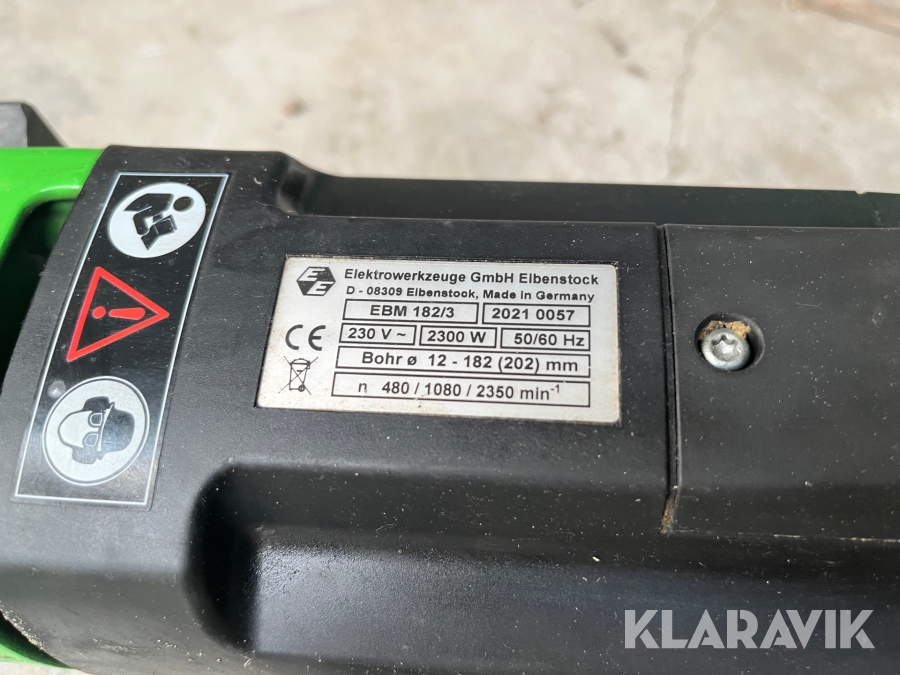 EE
Elektrowerkzeuge GmbH Eibenstock
D - 08309 Eibenstock, Made in Germany
EBM 182/3 2021 0057
CE 230 V ~ 2300 W 50/60 Hz
Bohr ø 12 - 182 (202) mm
n 480 / 1080 / 2350 min⁻¹
KLARAVIK